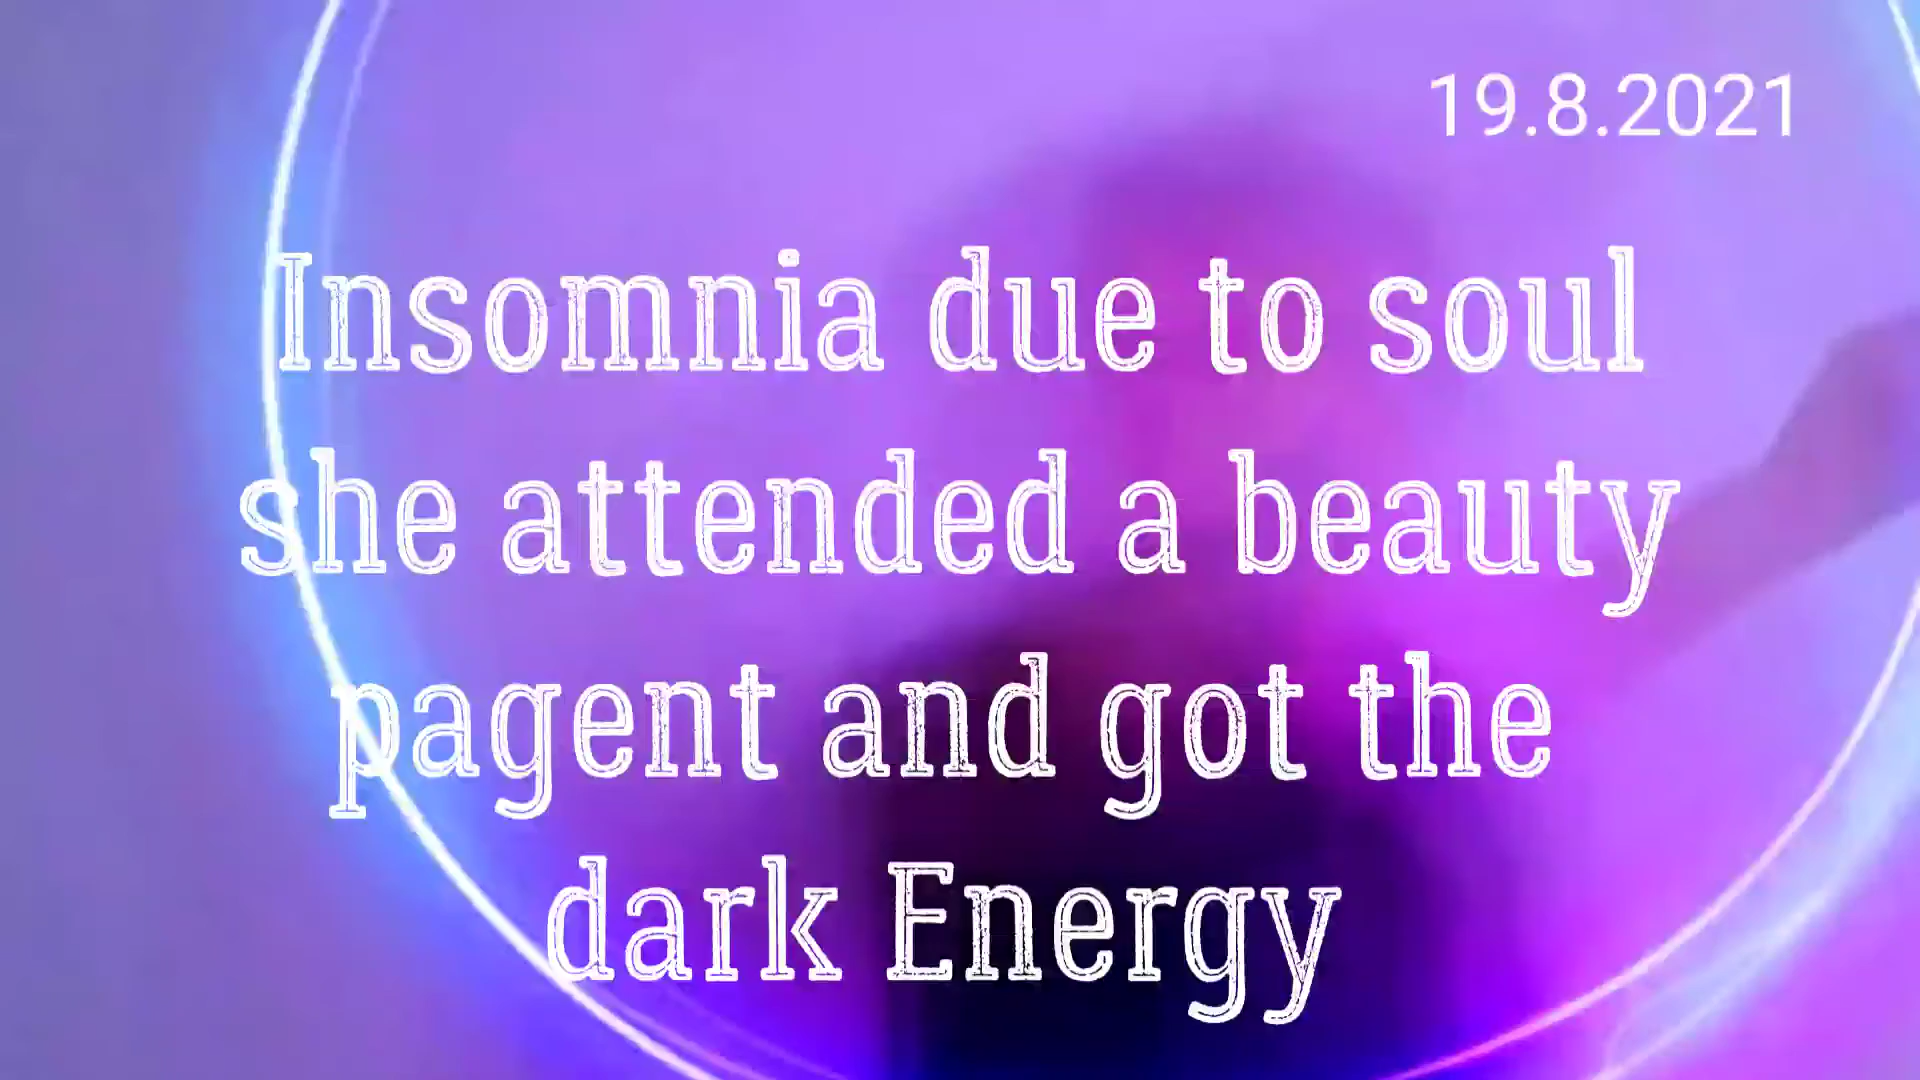 19.8.2021
Insomnia due to soul
she attended a beauty
pagent and got the
dark Energy